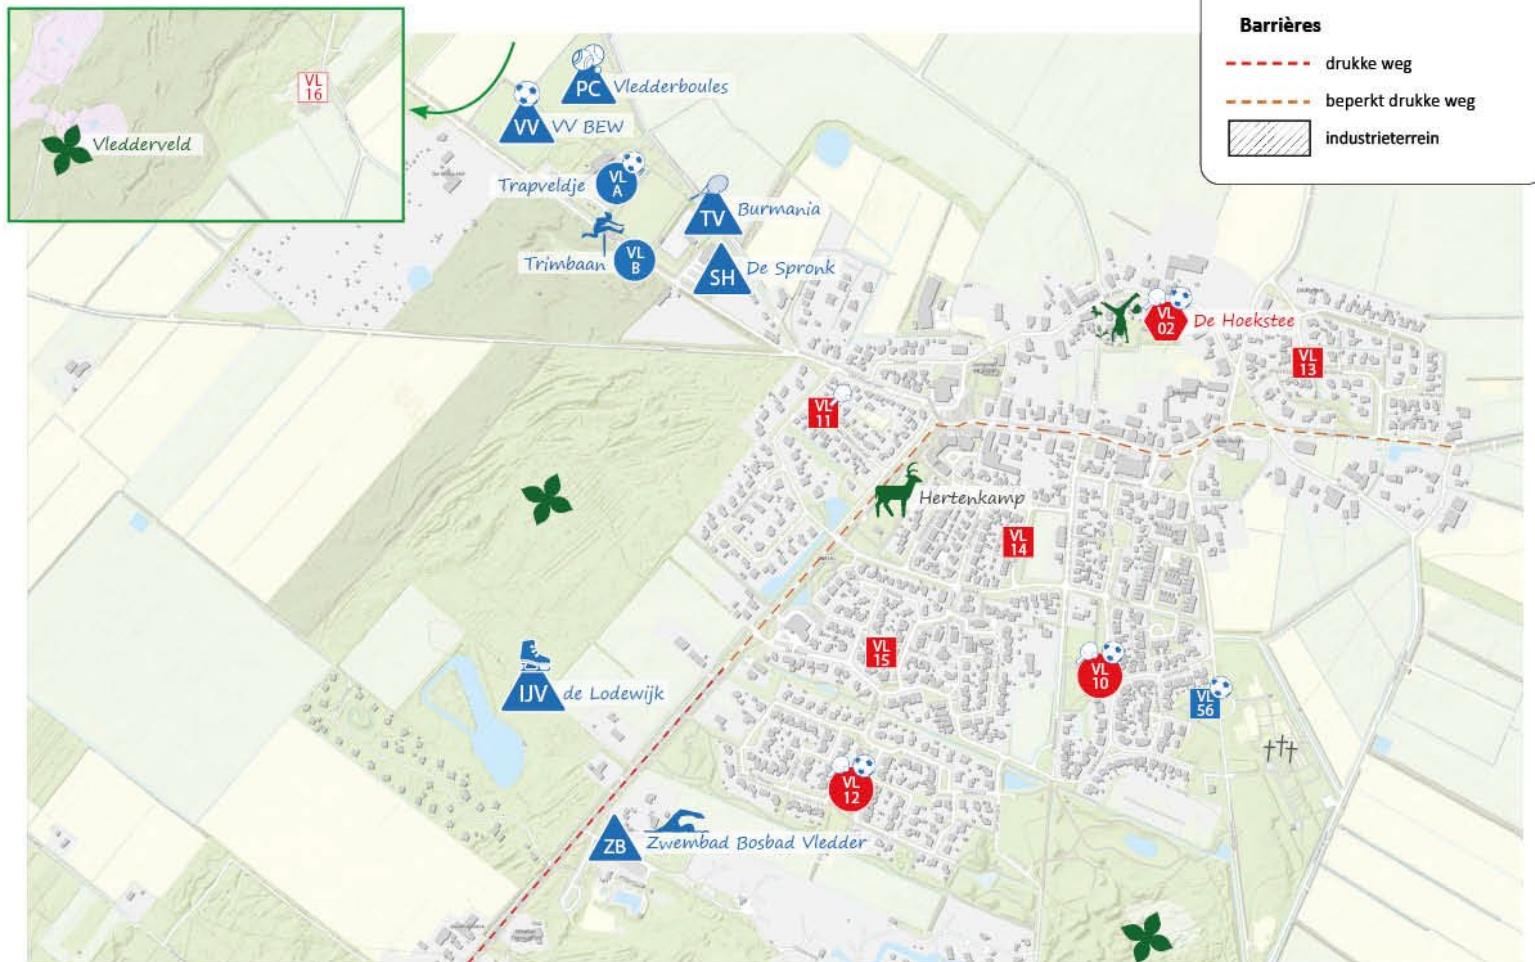 Barrières
drukke weg
beperkt drukke weg
industrieterrein
VL
16
Vledderveld
PC
Vledderboules
VV
VV BEW
Trapveldje
VL
A
TV
Burmania
Trimbaan
VL
B
SH
De Spronk
VL
02
De Hoekstee
VL
13
VL
11
Hertenkamp
VL
14
VL
15
VL
10
IJV
de Lodewijk
VL
56
VL
12
ZB
Zwembad Bosbad Vledder